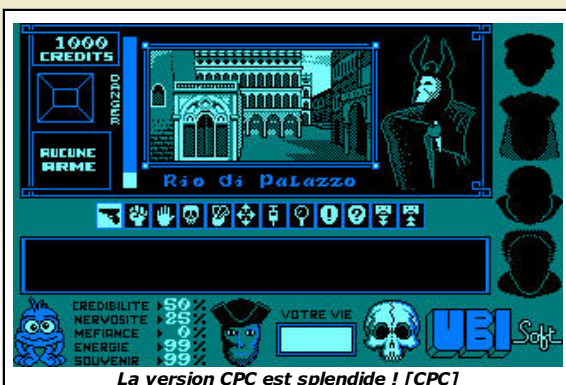 1000
CREDITS
DANGER
AUCUNE
ARME
Rio di Palazzo
CREDIBILITE 50%
NERVOSITE 25%
MEFIANCE 0%
ENERGIE 99%
SOUVENIR 99%
VOTRE VIE
UBI Soft
La version CPC est splendide ! [CPC]